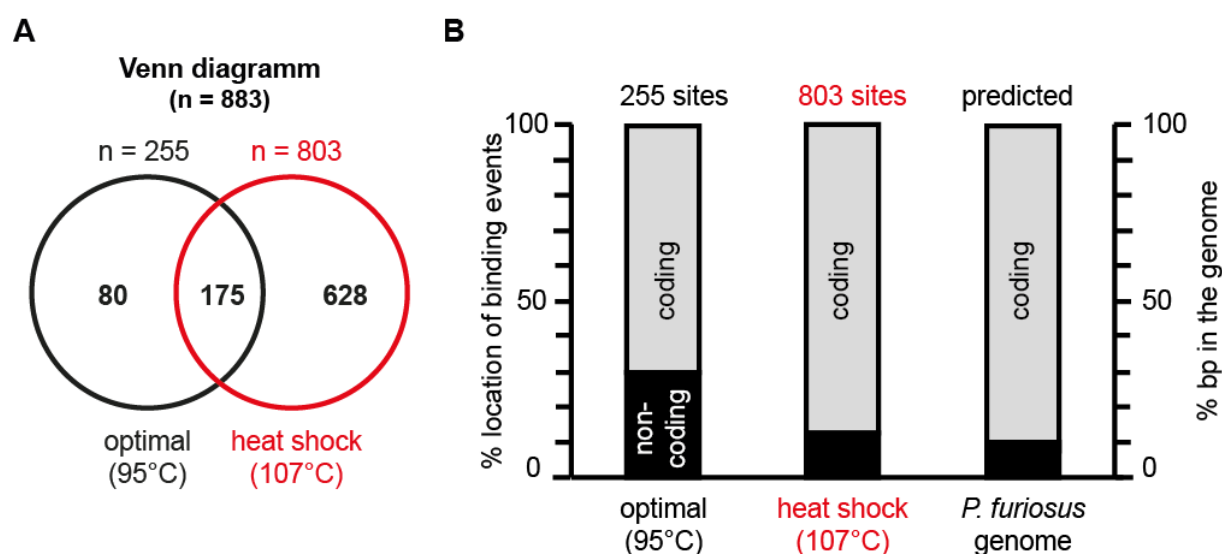 A
Venn diagramm
(n = 883)
n = 255
n = 803
80
175
628
optimal
(95°C)
heat shock
(107°C)
B
255 sites
803 sites
predicted
% location of binding events
100
50
0
coding
non-
coding
coding
coding
100
50
0
% bp in the genome
optimal
(95°C)
heat shock
(107°C)
P. furiosus
genome